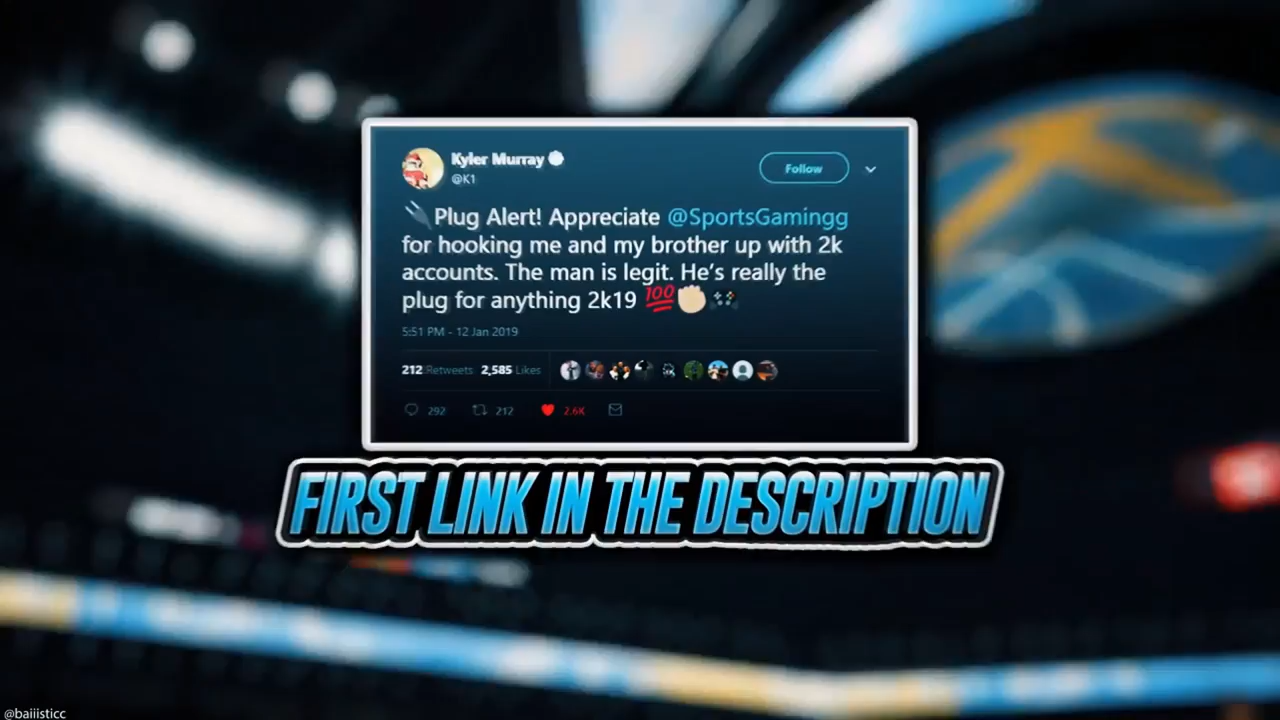 Kyler Murray
@K1
Follow
Plug Alert! Appreciate @SportsGamingg
for hooking me and my brother up with 2k
accounts. The man is legit. He's really the
plug for anything 2k19 💯✊🏼🎮
5:51 PM - 12 Jan 2019
212 Retweets 2,585 Likes
292 212 2.6K
FIRST LINK IN THE DESCRIPTION
@baiiisticc